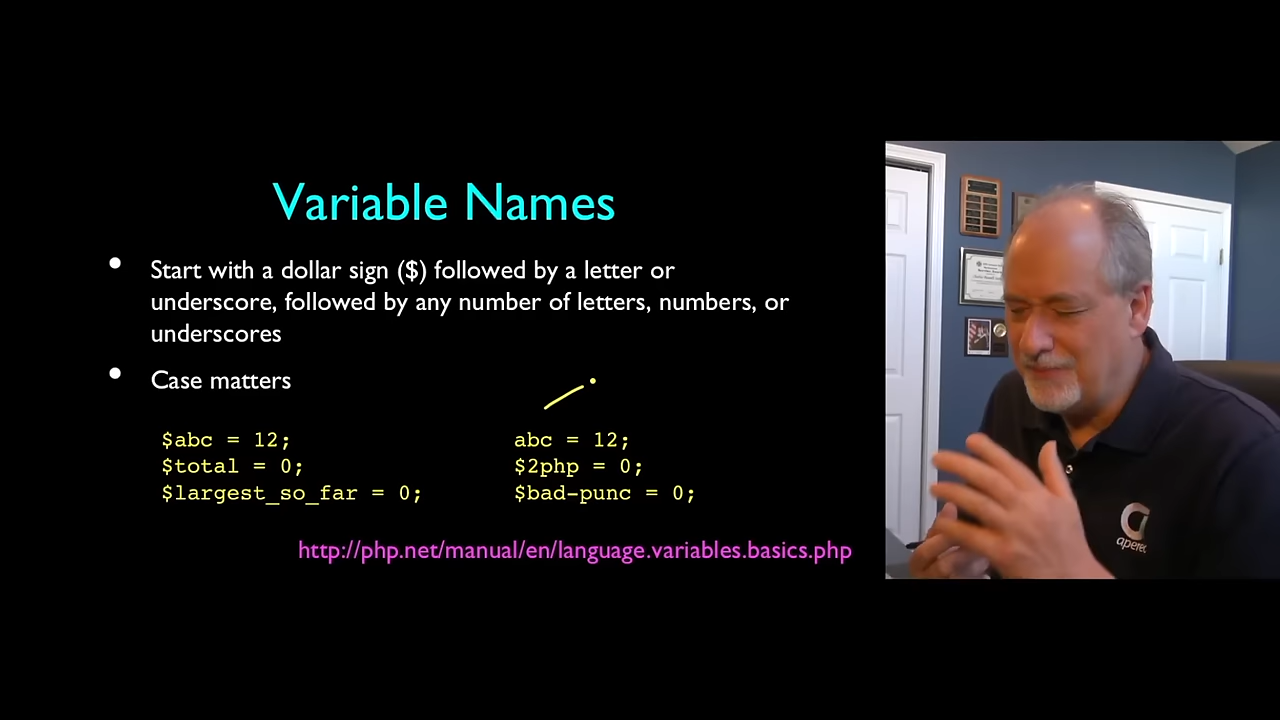 Variable Names
• Start with a dollar sign ($) followed by a letter or
underscore, followed by any number of letters, numbers, or
underscores
• Case matters
$abc = 12;
$total = 0;
$largest_so_far = 0;
abc = 12;
$2php = 0;
$bad-punc = 0;
http://php.net/manual/en/language.variables.basics.php